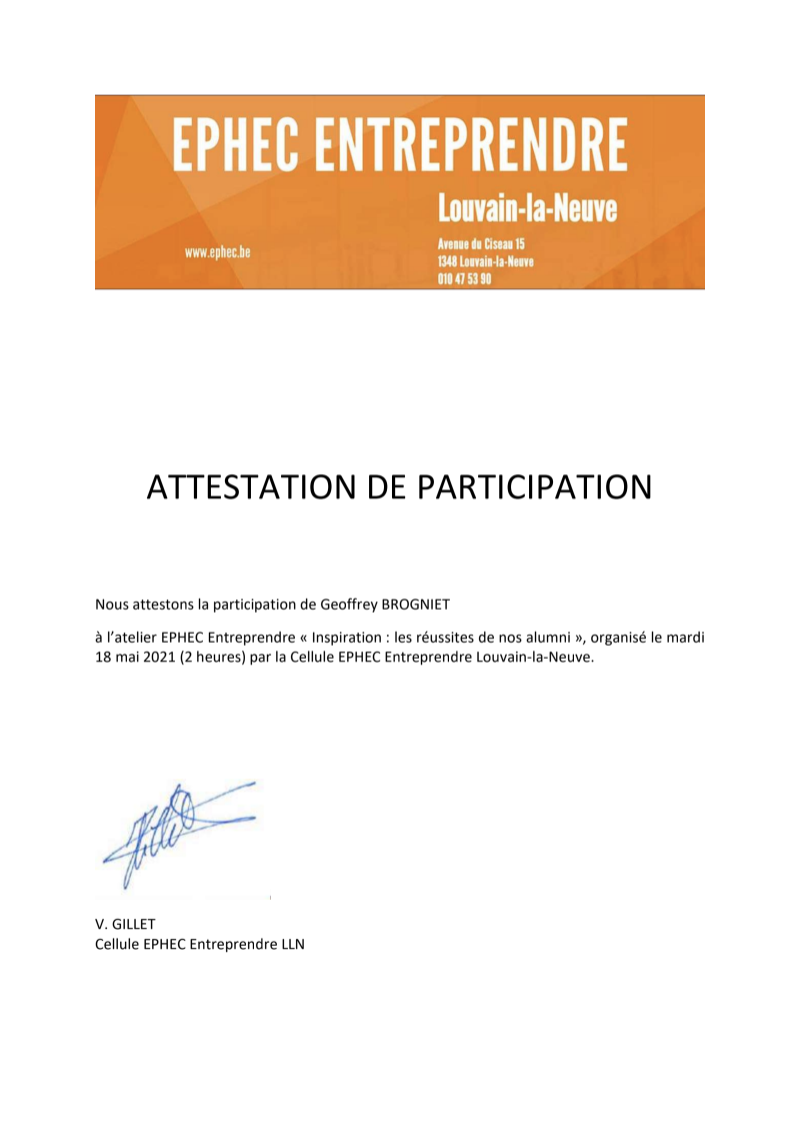 EPHEC ENTREPRENDRE
Louvain-la-Neuve
www.ephec.be
Avenue du Ciseau 15
1348 Louvain-la-Neuve
010 47 53 90
ATTESTATION DE PARTICIPATION
Nous attestons la participation de Geoffrey BROGNIET
à l’atelier EPHEC Entreprendre « Inspiration : les réussites de nos alumni », organisé le mardi
18 mai 2021 (2 heures) par la Cellule EPHEC Entreprendre Louvain-la-Neuve.
V. GILLET
Cellule EPHEC Entreprendre LLN